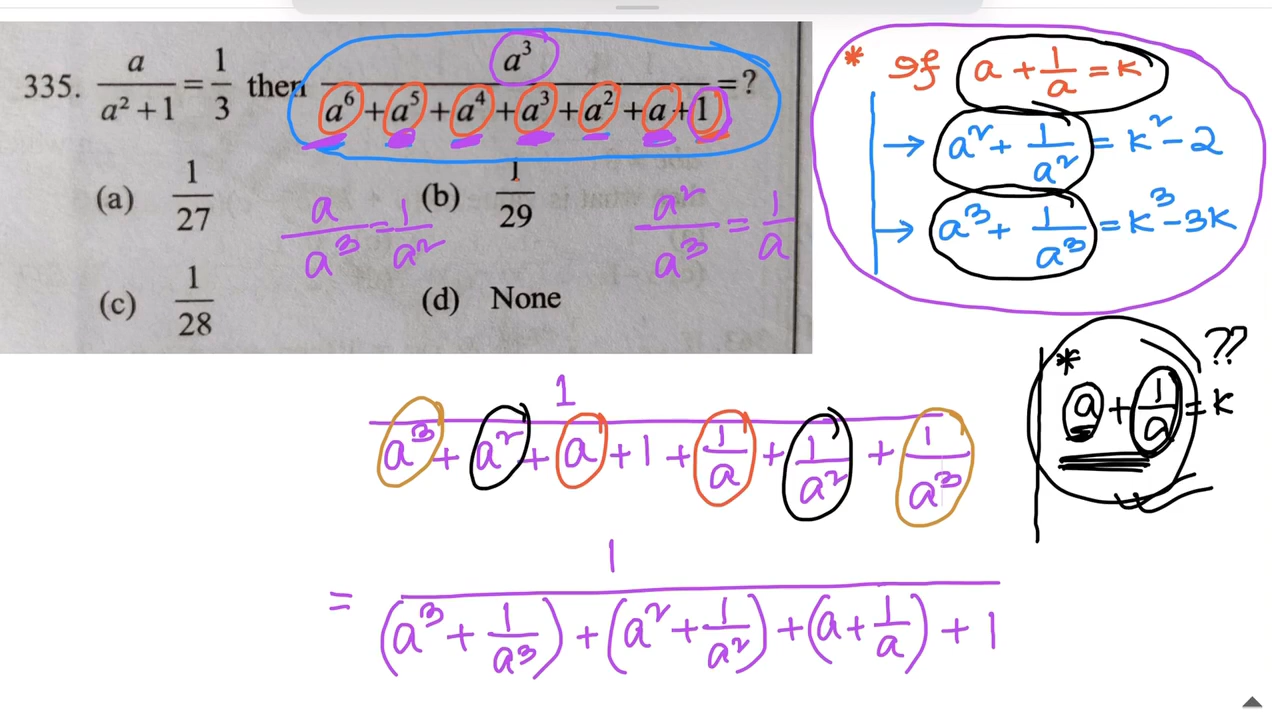 335. a/(a² + 1) = 1/3 then a³/(a⁶ + a⁵ + a⁴ + a³ + a² + a + 1) = ?
(a) 1/27 (b) 1/29
(c) 1/28 (d) None
a/a³ = 1/a² a²/a³ = 1/a
* If a + 1/a = K
→ a² + 1/a² = K² - 2
→ a³ + 1/a³ = K³ - 3K
??
* a + 1/a = K
1/(a³ + a² + a + 1 + 1/a + 1/a² + 1/a³)
= 1/((a³ + 1/a³) + (a² + 1/a²) + (a + 1/a) + 1)